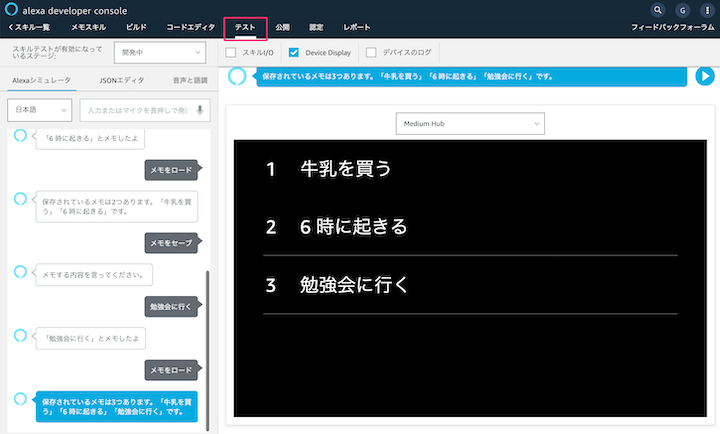 alexa developer console
スキル一覧 メモスキル ビルド コードエディタ テスト 公開 認定 レポート フィードバックフォーラム
G
スキルテストが有効になって
いるステージ:
開発中
スキルI/O Device Display デバイスのログ
Alexaシミュレータ JSONエディタ 音声と語調
日本語
入力またはマイクを長押しで発
「6 時に起きる」とメモしたよ
メモをロード
保存されているメモは2つあります。「牛乳を買
う」「6 時に起きる」です。
メモをセーブ
メモする内容を言ってください。
勉強会に行く
「勉強会に行く」とメモしたよ
メモをロード
保存されているメモは3つあります。「牛乳を買
う」「6 時に起きる」「勉強会に行く」です。
保存されているメモは3つあります。「牛乳を買う」「6 時に起きる」「勉強会に行く」です。
Medium Hub
1 牛乳を買う
2 6 時に起きる
3 勉強会に行く